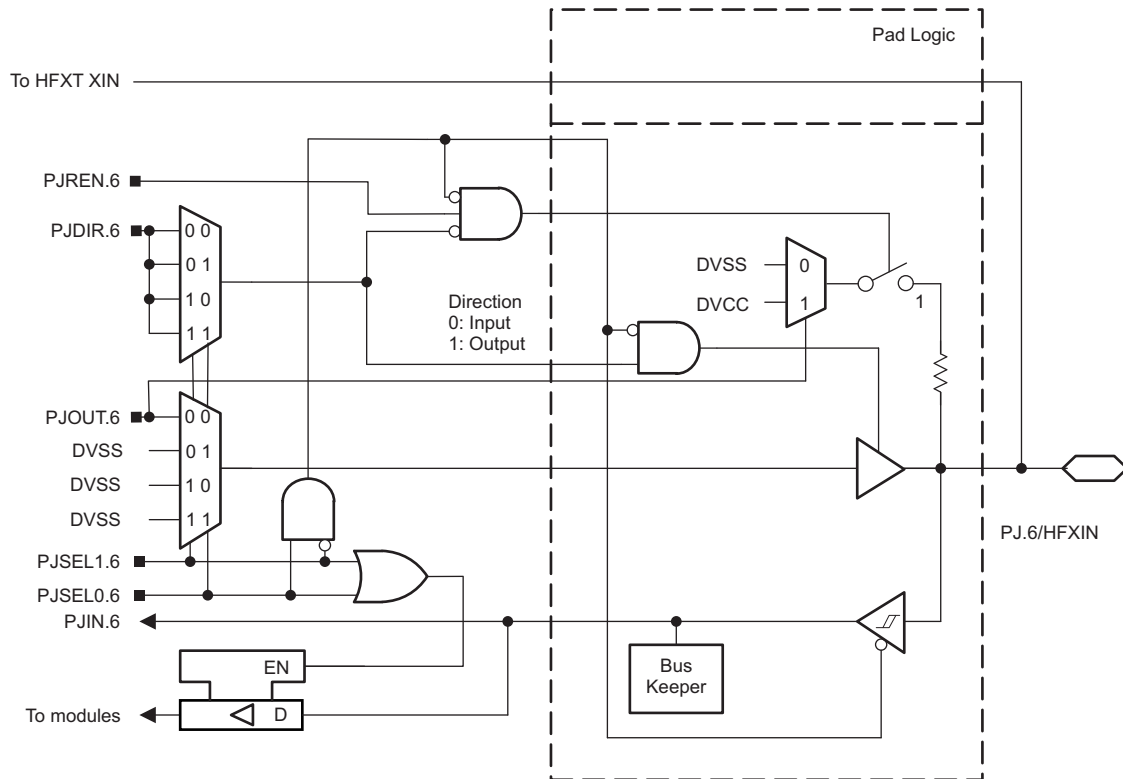 Pad Logic
To HFXT XIN
PJREN.6
PJDIR.6
0 0
0 1
1 0
1 1
DVSS
0
DVCC
1
1
Direction
0: Input
1: Output
PJOUT.6
0 0
DVSS
0 1
DVSS
1 0
DVSS
1 1
PJ.6/HFXIN
PJSEL1.6
PJSEL0.6
PJIN.6
EN
Bus
Keeper
To modules
D